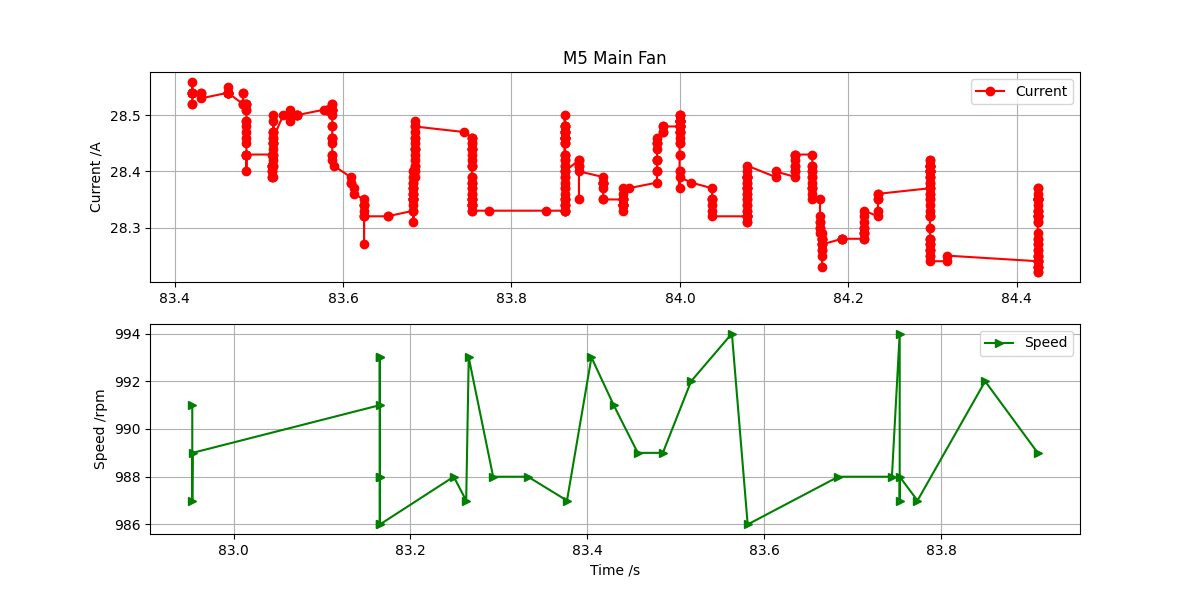 M5 Main Fan
Current
Current /A
28.5
28.4
28.3
83.4 83.6 83.8 84.0 84.2 84.4
Speed
Speed /rpm
994
992
990
988
986
83.0 83.2 83.4 83.6 83.8
Time /s